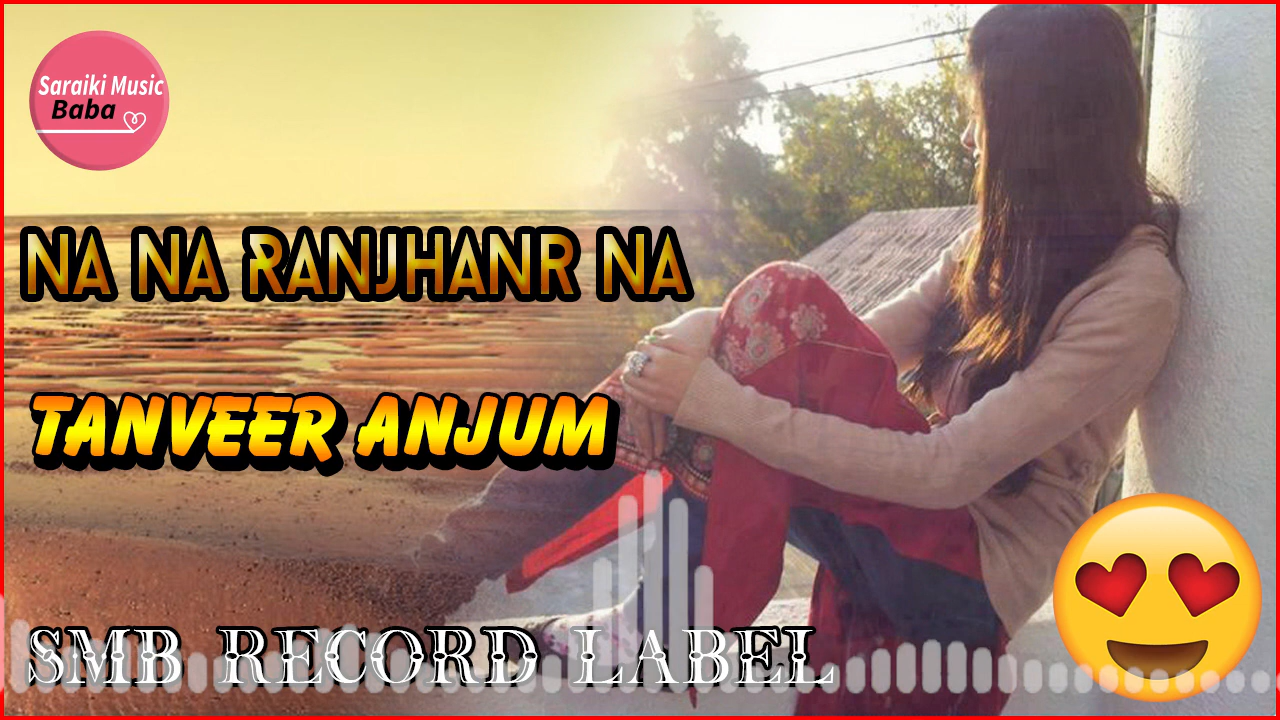 Saraiki Music
Baba
NA NA RANJHANR NA
TANVEER ANJUM
SMB RECORD LABEL